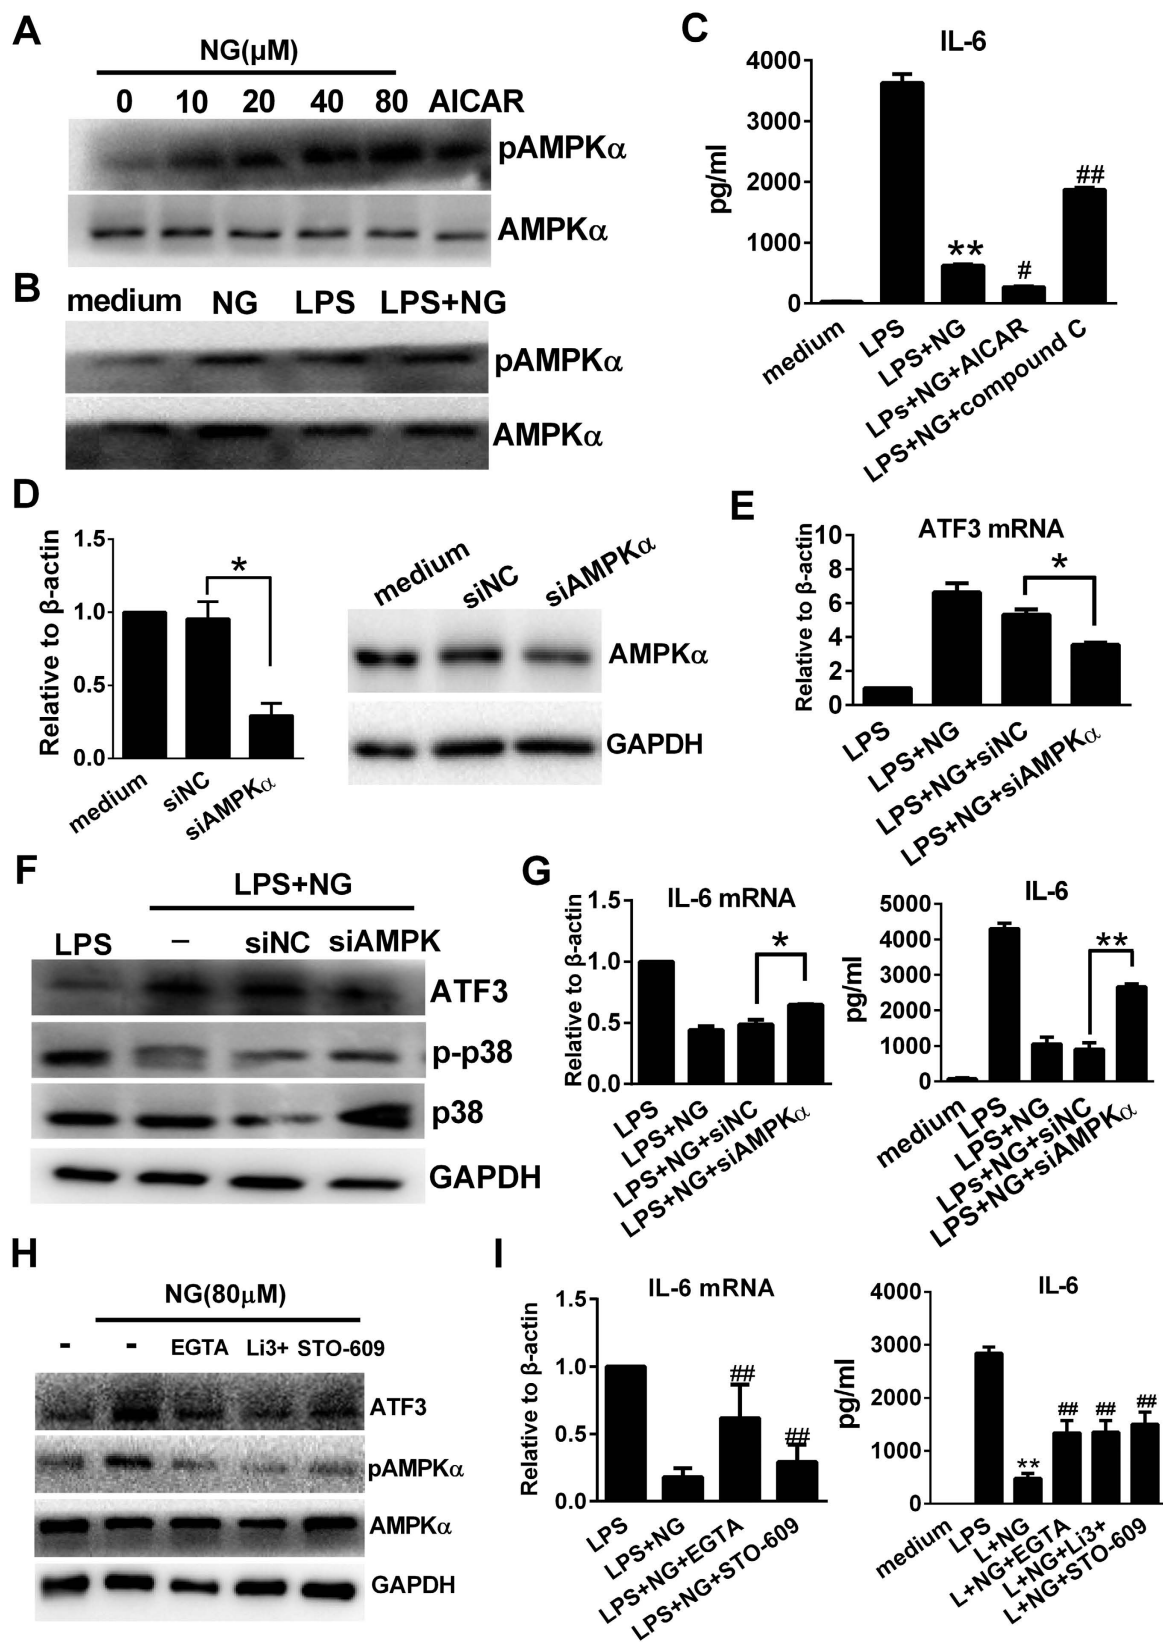 A
NG(μM)
0 10 20 40 80 AICAR
pAMPKα
AMPKα
B
medium NG LPS LPS+NG
pAMPKα
AMPKα
C
IL-6
pg/ml
4000
3000
2000
1000
0
**
#
##
medium
LPS
LPS+NG
LPs+NG+AICAR
LPS+NG+compound C
D
Relative to β-actin
1.5
1.0
0.5
0.0
*
medium
siNC
siAMPKα
medium siNC siAMPKα
AMPKα
GAPDH
E
ATF3 mRNA
Relative to β-actin
10
8
6
4
2
0
*
LPS
LPS+NG
LPS+NG+siNC
LPS+NG+siAMPKα
F
LPS+NG
LPS – siNC siAMPK
ATF3
p-p38
p38
GAPDH
G
IL-6 mRNA
Relative to β-actin
1.5
1.0
0.5
0.0
*
LPS
LPS+NG
LPS+NG+siNC
LPS+NG+siAMPKα
IL-6
pg/ml
5000
4000
3000
2000
1000
0
**
medium
LPS
LPS+NG
LPs+NG+siNC
LPS+NG+siAMPKα
H
NG(80μM)
- - EGTA Li3+ STO-609
ATF3
pAMPKα
AMPKα
GAPDH
I
IL-6 mRNA
Relative to β-actin
1.5
1.0
0.5
0.0
##
##
LPS
LPS+NG
LPS+NG+EGTA
LPS+NG+STO-609
IL-6
pg/ml
4000
3000
2000
1000
0
**
## ## ##
medium
LPS
L+NG
L+NG+EGTA
L+NG+Li3+
L+NG+STO-609